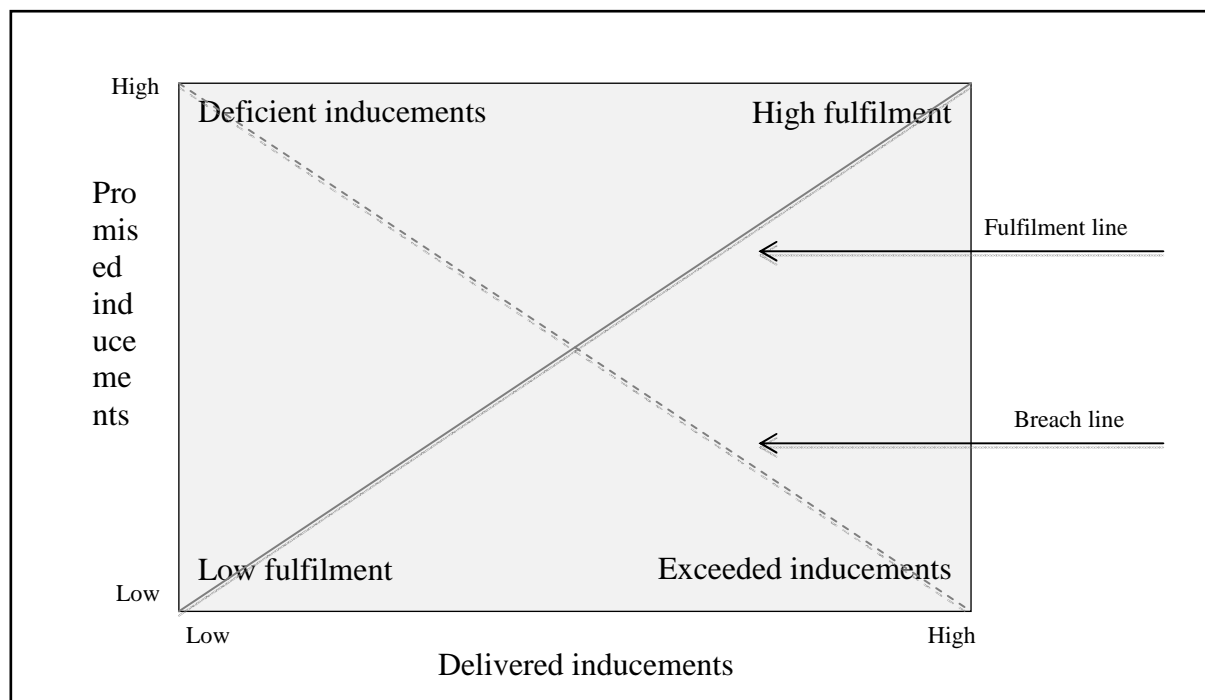 High
Deficient inducements
High fulfilment
Pro
mis
ed
ind
uce
me
nts
Fulfilment line
Breach line
Low fulfilment
Exceeded inducements
Low
Low
High
Delivered inducements